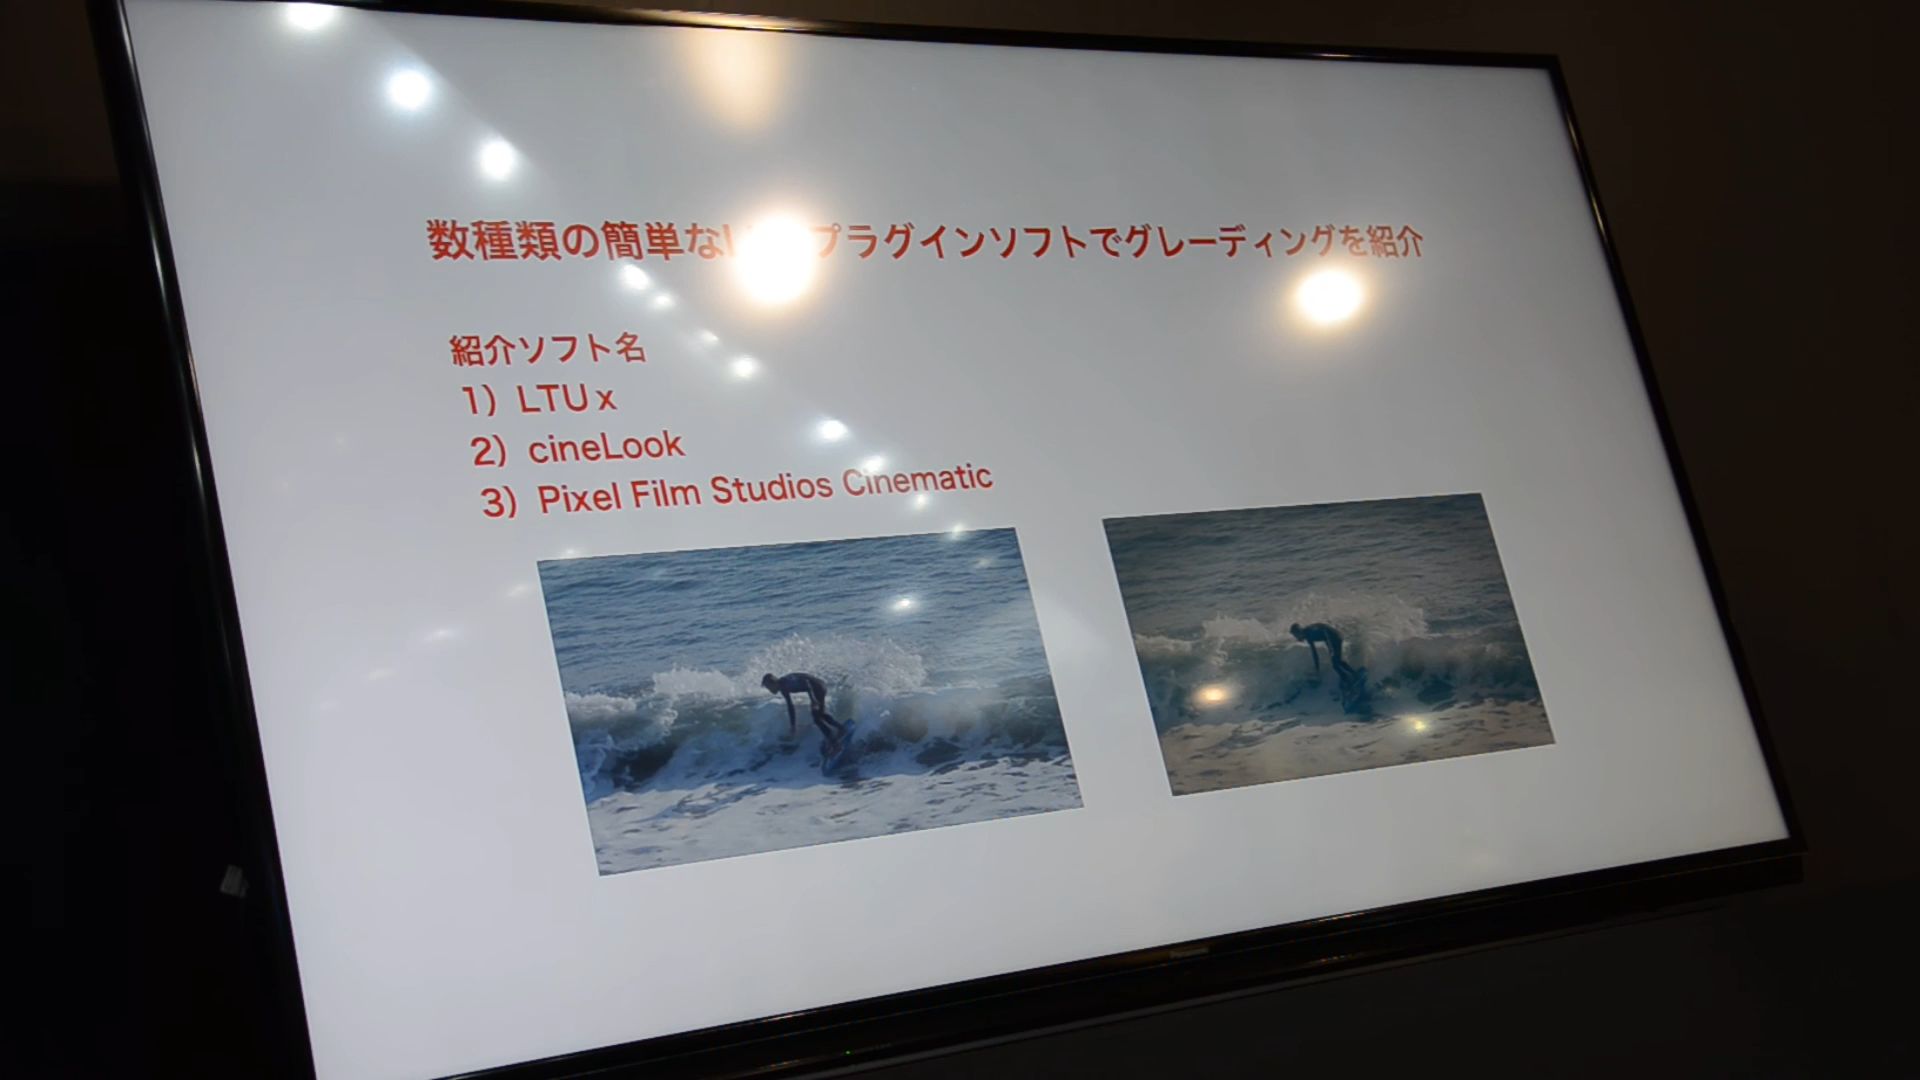 数種類の簡単な プラグインソフトでグレーディングを紹介
紹介ソフト名
1) LTU x
2) cineLook
3) Pixel Film Studios Cinematic
Panasonic